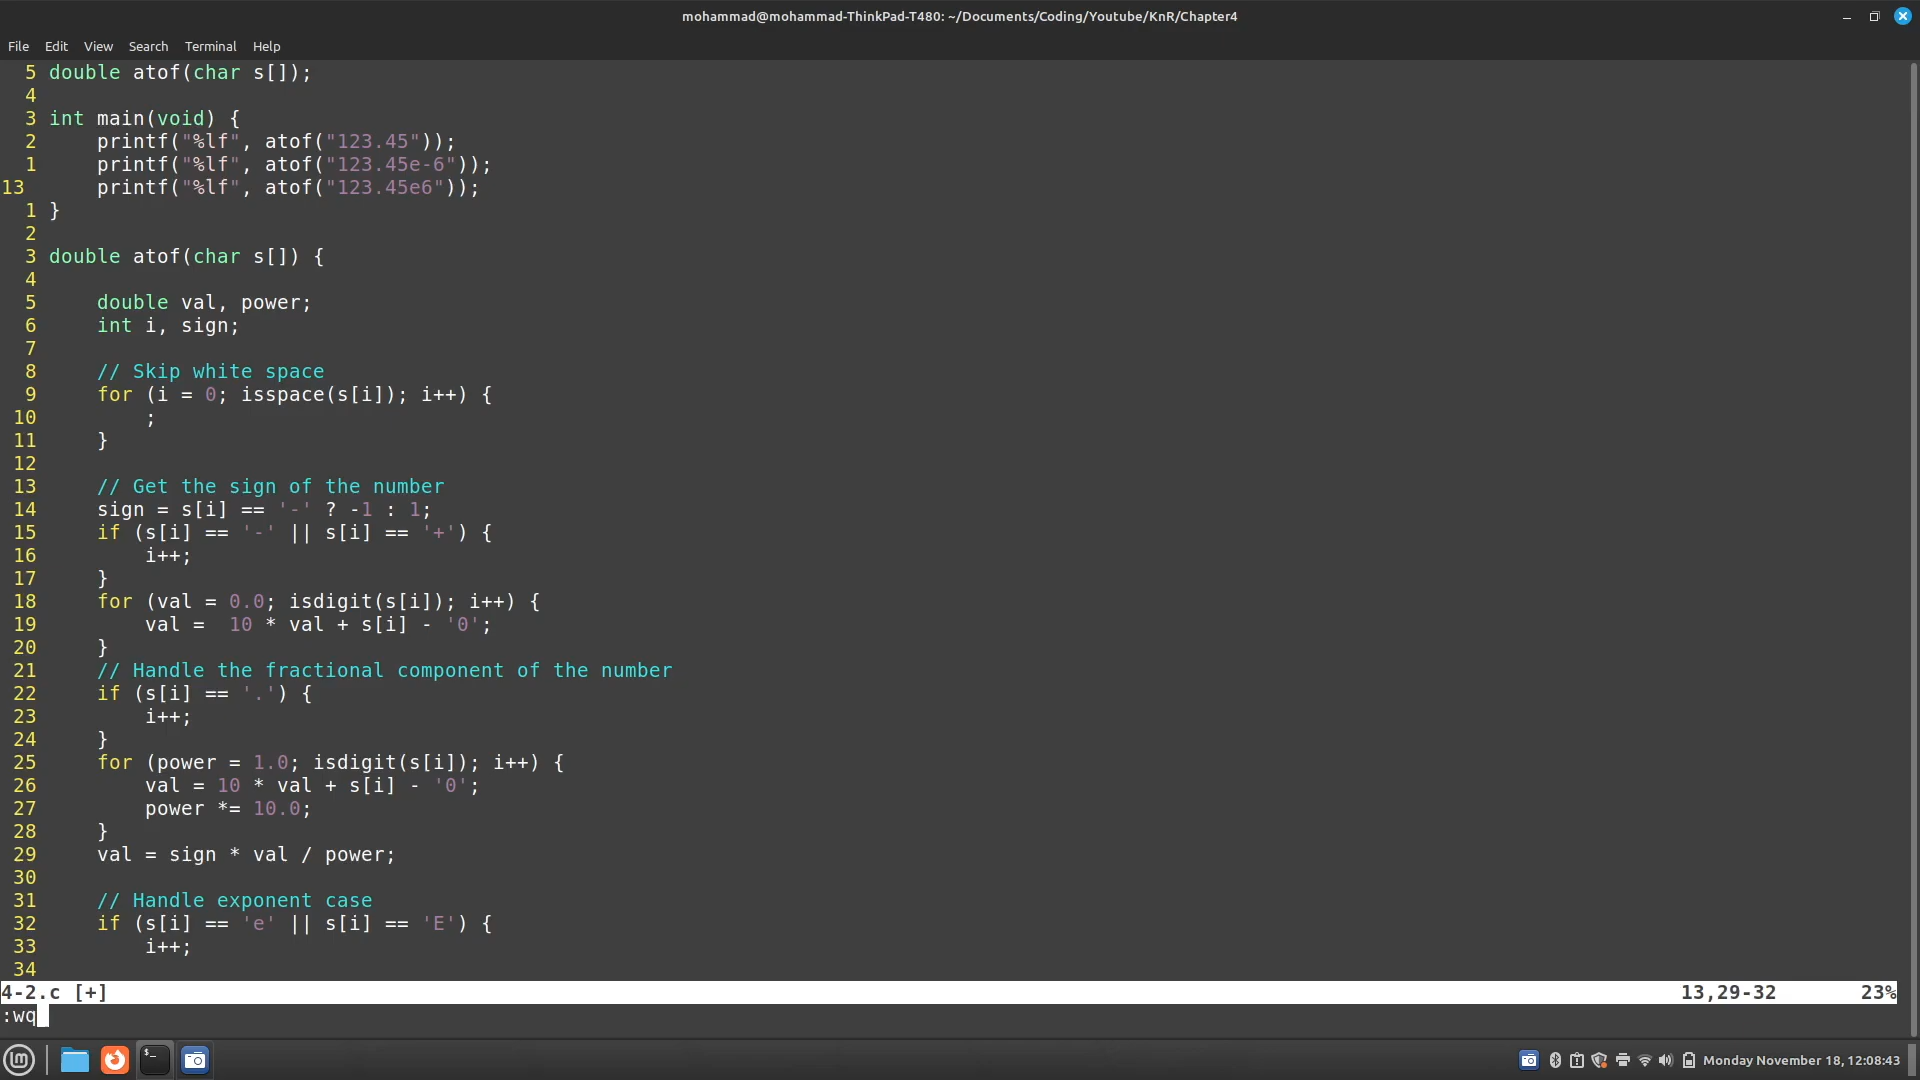 mohammad@mohammad-ThinkPad-T480: ~/Documents/Coding/Youtube/KnR/Chapter4
File Edit View Search Terminal Help
5 double atof(char s[]);
4
3 int main(void) {
2     printf("%lf", atof("123.45"));
1     printf("%lf", atof("123.45e-6"));
13     printf("%lf", atof("123.45e6"));
1 }
2
3 double atof(char s[]) {
4
5     double val, power;
6     int i, sign;
7
8     // Skip white space
9     for (i = 0; isspace(s[i]); i++) {
10         ;
11     }
12
13     // Get the sign of the number
14     sign = s[i] == '-' ? -1 : 1;
15     if (s[i] == '-' || s[i] == '+') {
16         i++;
17     }
18     for (val = 0.0; isdigit(s[i]); i++) {
19         val =  10 * val + s[i] - '0';
20     }
21     // Handle the fractional component of the number
22     if (s[i] == '.') {
23         i++;
24     }
25     for (power = 1.0; isdigit(s[i]); i++) {
26         val = 10 * val + s[i] - '0';
27         power *= 10.0;
28     }
29     val = sign * val / power;
30
31     // Handle exponent case
32     if (s[i] == 'e' || s[i] == 'E') {
33         i++;
34
4-2.c [+] 13,29-32 23%
:wq
lm $_ Monday November 18, 12:08:43